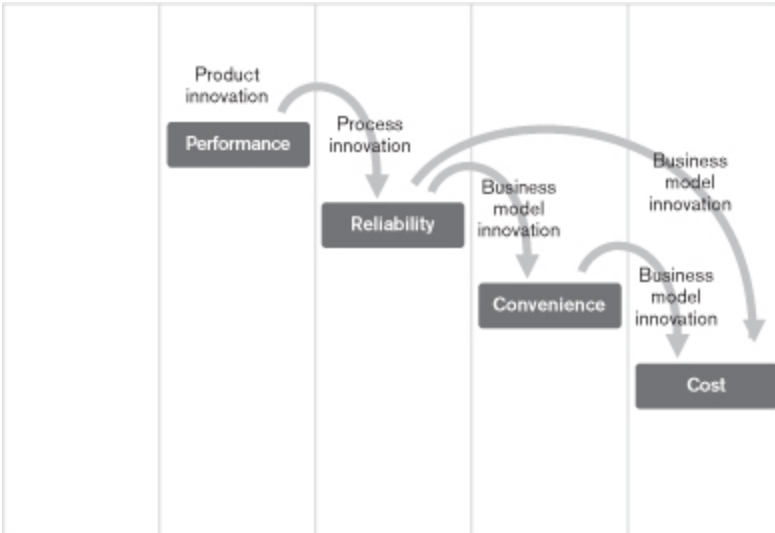 Product
innovation
Performance
Process
innovation
Reliability
Business
model
innovation
Convenience
Business
model
innovation
Business
model
innovation
Cost